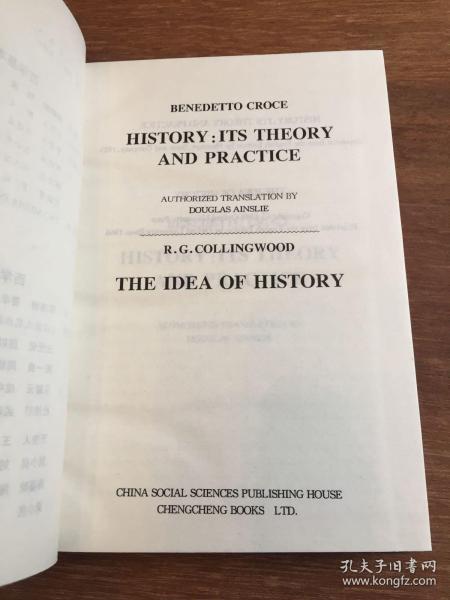 BENEDETTO CROCE
HISTORY: ITS THEORY
AND PRACTICE
AUTHORIZED TRANSLATION BY
DOUGLAS AINSLIE
R.G.COLLINGWOOD
THE IDEA OF HISTORY
CHINA SOCIAL SCIENCES PUBLISHING HOUSE
CHENGCHENG BOOKS LTD.
孔夫子旧书网
www.kongfz.com